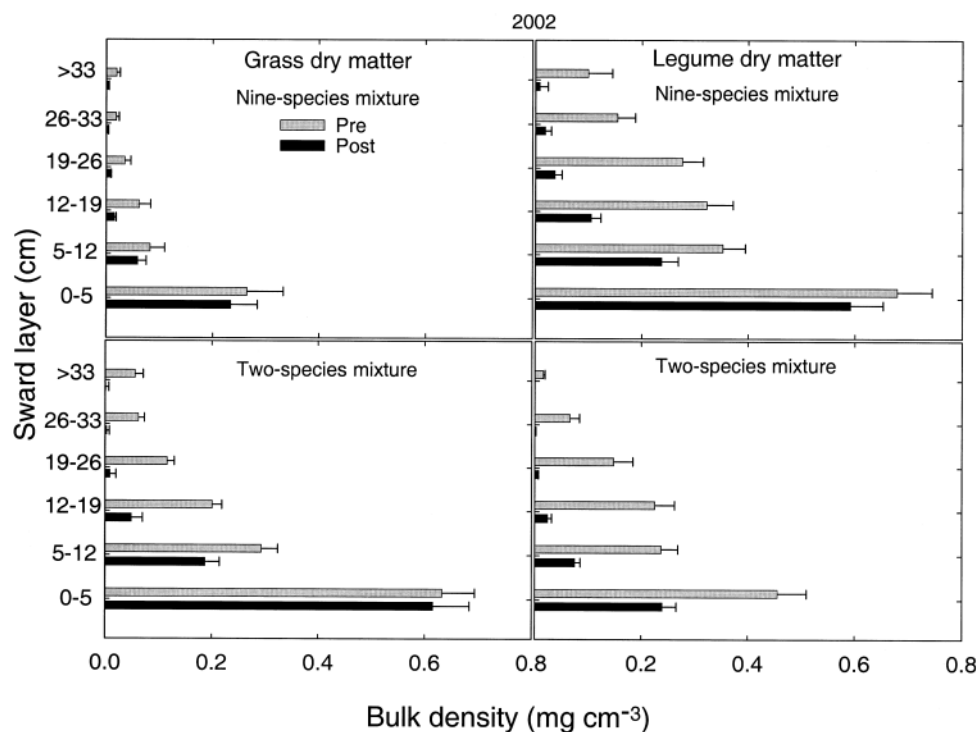 2002
Grass dry matter
Nine-species mixture
Pre
Post
Legume dry matter
Nine-species mixture
Sward layer (cm)
>33
26-33
19-26
12-19
5-12
0-5
Two-species mixture
Two-species mixture
>33
26-33
19-26
12-19
5-12
0-5
0.0 0.2 0.4 0.6 0.8 0.2 0.4 0.6 0.8
Bulk density (mg cm⁻³)